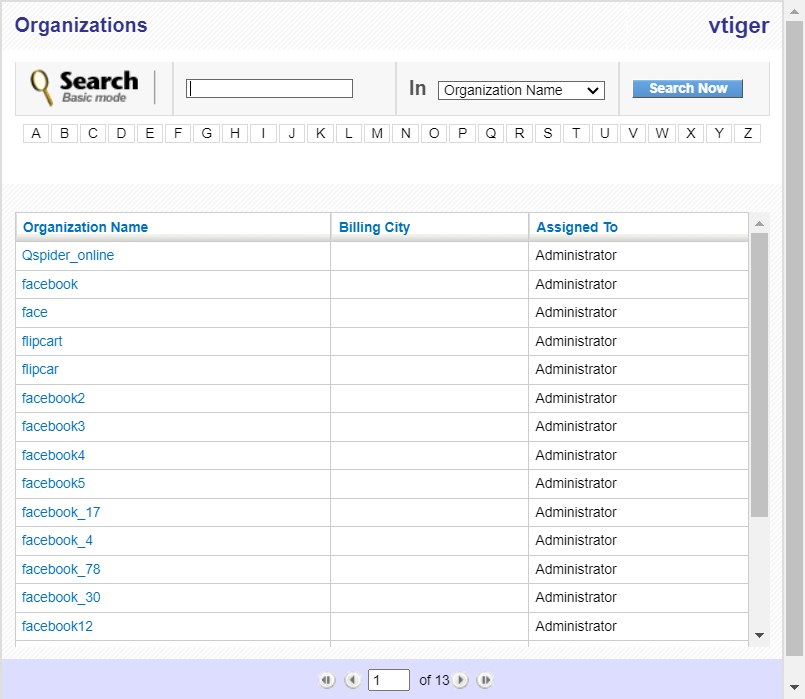 Organizations vtiger
Search
Basic mode
In Organization Name Search Now
A B C D E F G H I J K L M N O P Q R S T U V W X Y Z
Organization Name Billing City Assigned To
Qspider_online Administrator
facebook Administrator
face Administrator
flipcart Administrator
flipcar Administrator
facebook2 Administrator
facebook3 Administrator
facebook4 Administrator
facebook5 Administrator
facebook_17 Administrator
facebook_4 Administrator
facebook_78 Administrator
facebook_30 Administrator
facebook12 Administrator
1 of 13